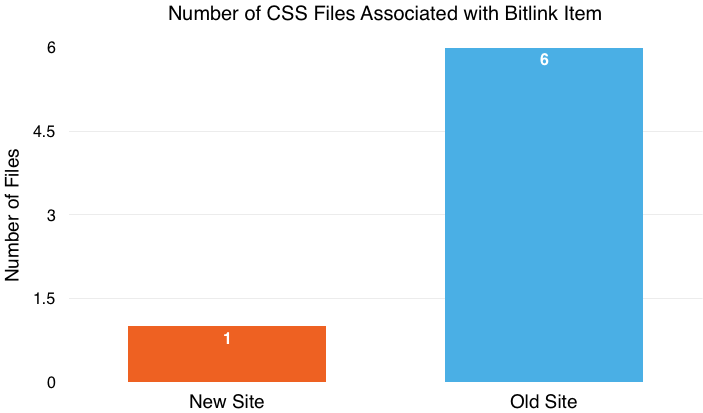 Number of CSS Files Associated with Bitlink Item
Number of Files
6
4.5
3
1.5
0
1
6
New Site
Old Site